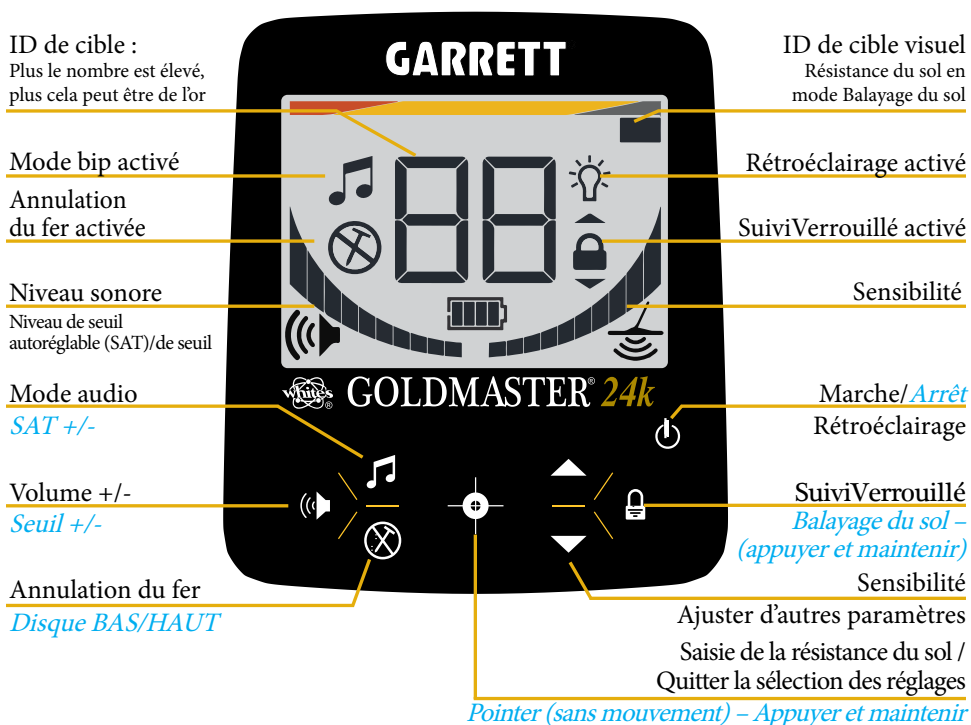 GARRETT
ID de cible :
Plus le nombre est élevé,
plus cela peut être de l'or
Mode bip activé
Annulation
du fer activée
Niveau sonore
Niveau de seuil
autoréglable (SAT)/de seuil
Mode audio
SAT +/-
Volume +/-
Seuil +/-
Annulation du fer
Disque BAS/HAUT
88
White's ®
GOLDMASTER® 24k
ID de cible visuel
Résistance du sol en
mode Balayage du sol
Rétroéclairage activé
SuiviVerrouillé activé
Sensibilité
Marche/Arrêt
Rétroéclairage
SuiviVerrouillé
Balayage du sol –
(appuyer et maintenir)
Sensibilité
Ajuster d'autres paramètres
Saisie de la résistance du sol /
Quitter la sélection des réglages
Pointer (sans mouvement) – Appuyer et maintenir